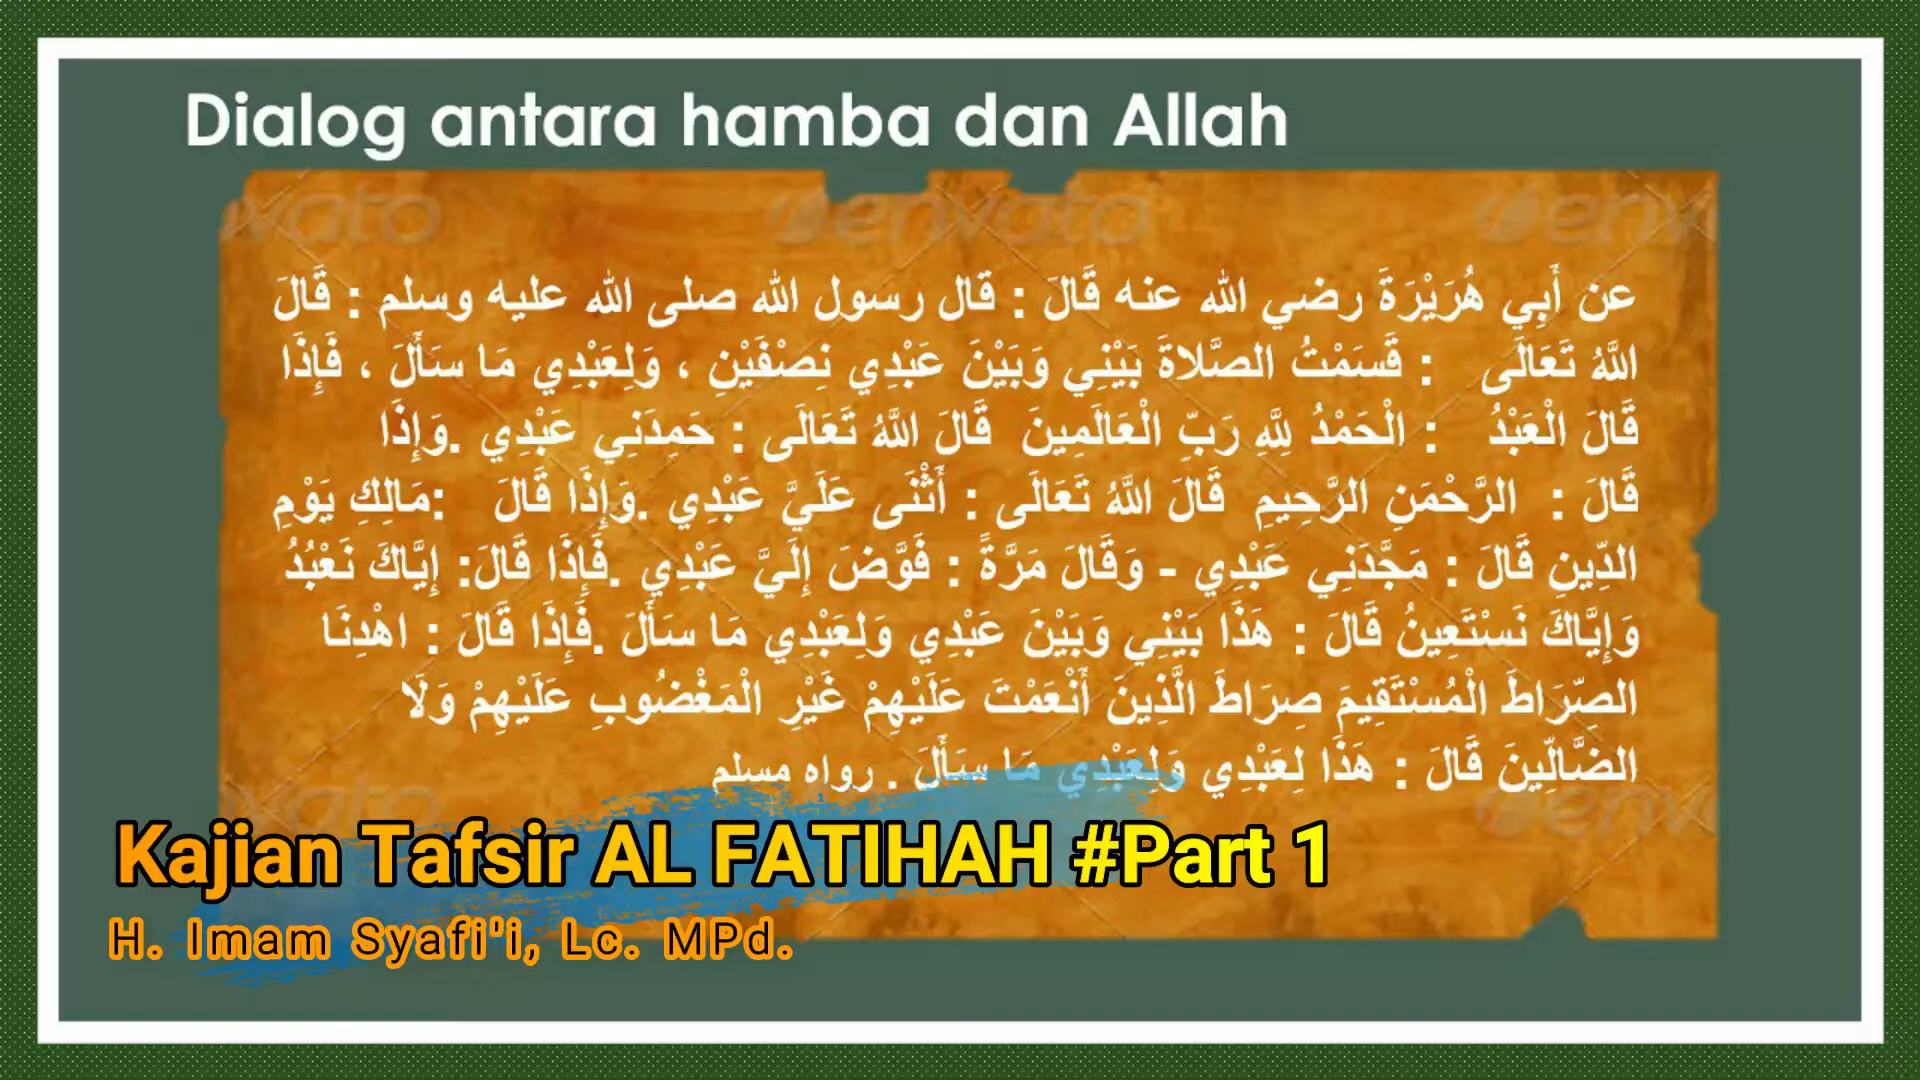 Dialog antara hamba dan Allah
عن أَبِي هُرَيْرَةَ رضي الله عنه قَالَ : قال رسول الله صلى الله عليه وسلم : قَالَ
اللَّهُ تَعَالَى : قَسَمْتُ الصَّلاةَ بَيْنِي وَبَيْنَ عَبْدِي نِصْفَيْنِ ، وَلِعَبْدِي مَا سَأَلَ ، فَإِذَا
قَالَ الْعَبْدُ : الْحَمْدُ لِلَّهِ رَبِّ الْعَالَمِينَ قَالَ اللَّهُ تَعَالَى : حَمِدَنِي عَبْدِي .وَإِذَا
قَالَ : الرَّحْمَنِ الرَّحِيمِ قَالَ اللَّهُ تَعَالَى : أَثْنَى عَلَيَّ عَبْدِي .وَإِذَا قَالَ :مَالِكِ يَوْمِ
الدِّينِ قَالَ : مَجَّدَنِي عَبْدِي - وَقَالَ مَرَّةً : فَوَّضَ إِلَيَّ عَبْدِي .فَإِذَا قَالَ: إِيَّاكَ نَعْبُدُ
وَإِيَّاكَ نَسْتَعِينُ قَالَ : هَذَا بَيْنِي وَبَيْنَ عَبْدِي وَلِعَبْدِي مَا سَأَلَ .فَإِذَا قَالَ : اهْدِنَا
الصِّرَاطَ الْمُسْتَقِيمَ صِرَاطَ الَّذِينَ أَنْعَمْتَ عَلَيْهِمْ غَيْرِ الْمَغْضُوبِ عَلَيْهِمْ وَلَا
الضَّالِّينَ قَالَ : هَذَا لِعَبْدِي وَلِعَبْدِي مَا سَأَلَ . رواه مسلم
Kajian Tafsir AL FATIHAH #Part 1
H. Imam Syafi'i, Lc. MPd.